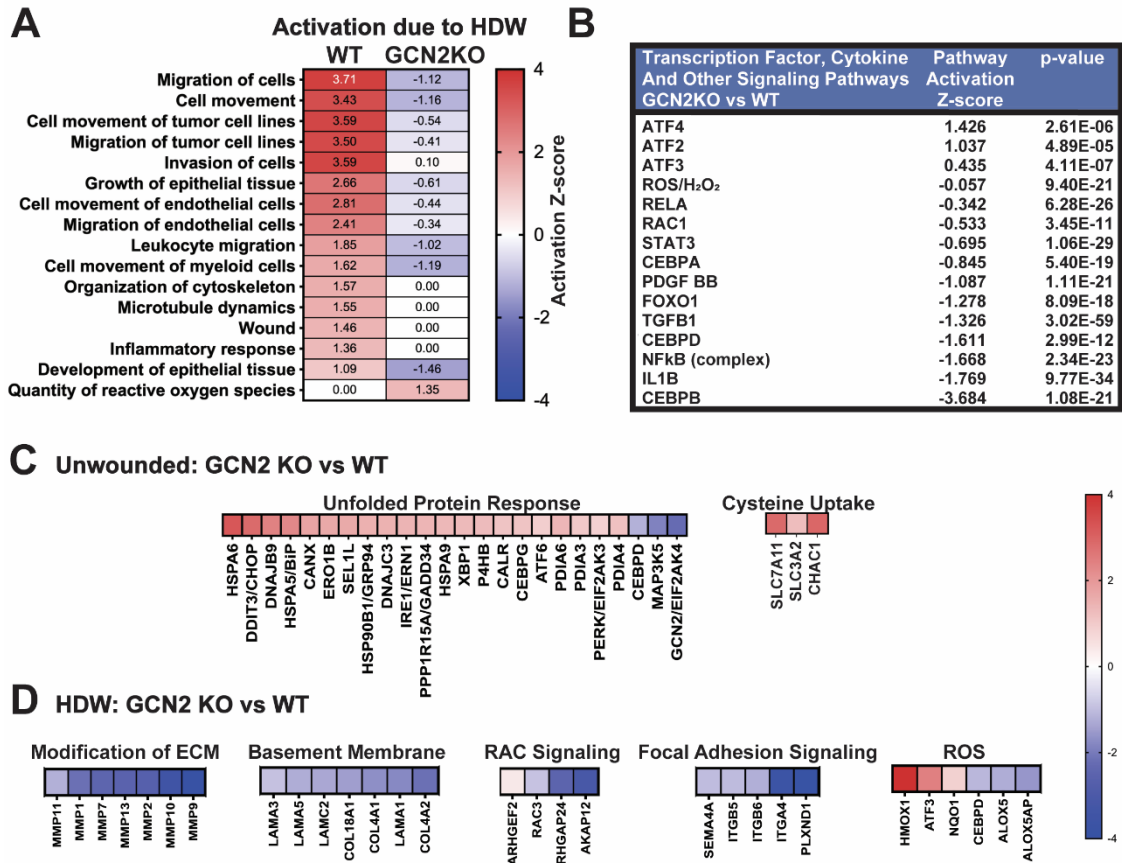 A
Activation due to HDW
WT GCN2KO
Migration of cells 3.71 -1.12
Cell movement 3.43 -1.16
Cell movement of tumor cell lines 3.59 -0.54
Migration of tumor cell lines 3.50 -0.41
Invasion of cells 3.59 0.10
Growth of epithelial tissue 2.66 -0.61
Cell movement of endothelial cells 2.81 -0.44
Migration of endothelial cells 2.41 -0.34
Leukocyte migration 1.85 -1.02
Cell movement of myeloid cells 1.62 -1.19
Organization of cytoskeleton 1.57 0.00
Microtubule dynamics 1.55 0.00
Wound 1.46 0.00
Inflammatory response 1.36 0.00
Development of epithelial tissue 1.09 -1.46
Quantity of reactive oxygen species 0.00 1.35
4
2
0
-2
-4
Activation Z-score
B
Transcription Factor, Cytokine Pathway p-value
And Other Signaling Pathways Activation
GCN2KO vs WT Z-score
ATF4 1.426 2.61E-06
ATF2 1.037 4.89E-05
ATF3 0.435 4.11E-07
ROS/H₂O₂ -0.057 9.40E-21
RELA -0.342 6.28E-26
RAC1 -0.533 3.45E-11
STAT3 -0.695 1.06E-29
CEBPA -0.845 5.40E-19
PDGF BB -1.087 1.11E-21
FOXO1 -1.278 8.09E-18
TGFB1 -1.326 3.02E-59
CEBPD -1.611 2.99E-12
NFkB (complex) -1.668 2.34E-23
IL1B -1.769 9.77E-34
CEBPB -3.684 1.08E-21
C Unwounded: GCN2 KO vs WT
Unfolded Protein Response
HSPA6
DDIT3/CHOP
DNAJB9
HSPA5/BiP
CANX
ERO1B
SEL1L
HSP90B1/GRP94
DNAJC3
IRE1/ERN1
PPP1R15A/GADD34
HSPA9
XBP1
P4HB
CALR
CEBPG
ATF6
PDIA6
PDIA3
PERK/EIF2AK3
PDIA4
CEBPD
MAP3K5
GCN2/EIF2AK4
Cysteine Uptake
SLC7A11
SLC3A2
CHAC1
4
2
0
-2
-4
D HDW: GCN2 KO vs WT
Modification of ECM
MMP11
MMP1
MMP7
MMP13
MMP2
MMP10
MMP9
Basement Membrane
LAMA3
LAMA5
LAMC2
COL18A1
COL4A1
LAMA1
COL4A2
RAC Signaling
ARHGEF2
RAC3
RHGAP24
AKAP12
Focal Adhesion Signaling
SEMA4A
ITGB5
ITGB6
ITGA4
PLXND1
ROS
HMOX1
ATF3
NQO1
CEBPD
ALOX5
ALOX5AP